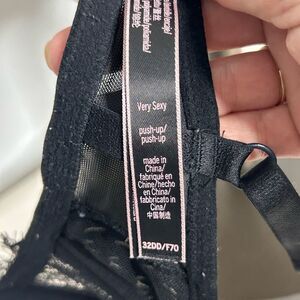 Very Sexy
push-up/
push-up
made in
China/
fabriqué en
Chine/hecho
en China/
fabbricato in
Cina/
中国制造
32DD/F70